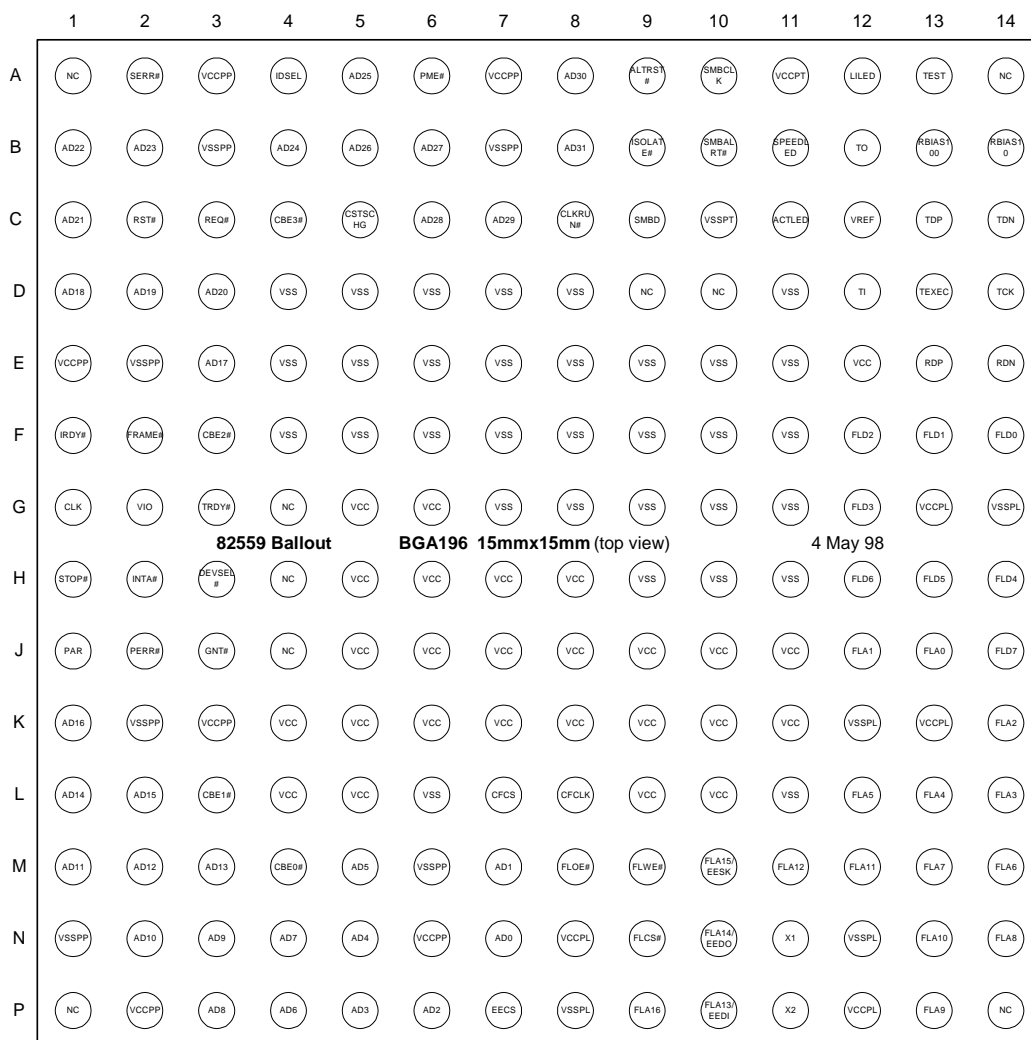 1 2 3 4 5 6 7 8 9 10 11 12 13 14
A NC SERR# VCCPP IDSEL AD25 PME# VCCPP AD30 ALTRST# SMBCLK VCCPT LILED TEST NC
B AD22 AD23 VSSPP AD24 AD26 AD27 VSSPP AD31 ISOLATE# SMBALRT# SPEEDLED TO RBIAS100 RBIAS10
C AD21 RST# REQ# CBE3# CSTSCHG AD28 AD29 CLKRUN# SMBD VSSPT ACTLED VREF TDP TDN
D AD18 AD19 AD20 VSS VSS VSS VSS VSS NC NC VSS TI TEXEC TCK
E VCCPP VSSPP AD17 VSS VSS VSS VSS VSS VSS VSS VSS VCC RDP RDN
F IRDY# FRAME# CBE2# VSS VSS VSS VSS VSS VSS VSS VSS FLD2 FLD1 FLD0
G CLK VIO TRDY# NC VCC VCC VSS VSS VSS VSS VSS FLD3 VCCPL VSSPL
82559 Ballout BGA196 15mmx15mm (top view) 4 May 98
H STOP# INTA# DEVSEL# NC VCC VCC VCC VCC VSS VSS VSS FLD6 FLD5 FLD4
J PAR PERR# GNT# NC VCC VCC VCC VCC VCC VCC VCC FLA1 FLA0 FLD7
K AD16 VSSPP VCCPP VCC VCC VCC VCC VCC VCC VCC VCC VSSPL VCCPL FLA2
L AD14 AD15 CBE1# VCC VCC VSS CFCS CFCLK VCC VCC VSS FLA5 FLA4 FLA3
M AD11 AD12 AD13 CBE0# AD5 VSSPP AD1 FLOE# FLWE# FLA15/EESK FLA12 FLA11 FLA7 FLA6
N VSSPP AD10 AD9 AD7 AD4 VCCPP AD0 VCCPL FLCS# FLA14/EEDO X1 VSSPL FLA10 FLA8
P NC VCCPP AD8 AD6 AD3 AD2 EECS VSSPL FLA16 FLA13/EEDI X2 VCCPL FLA9 NC